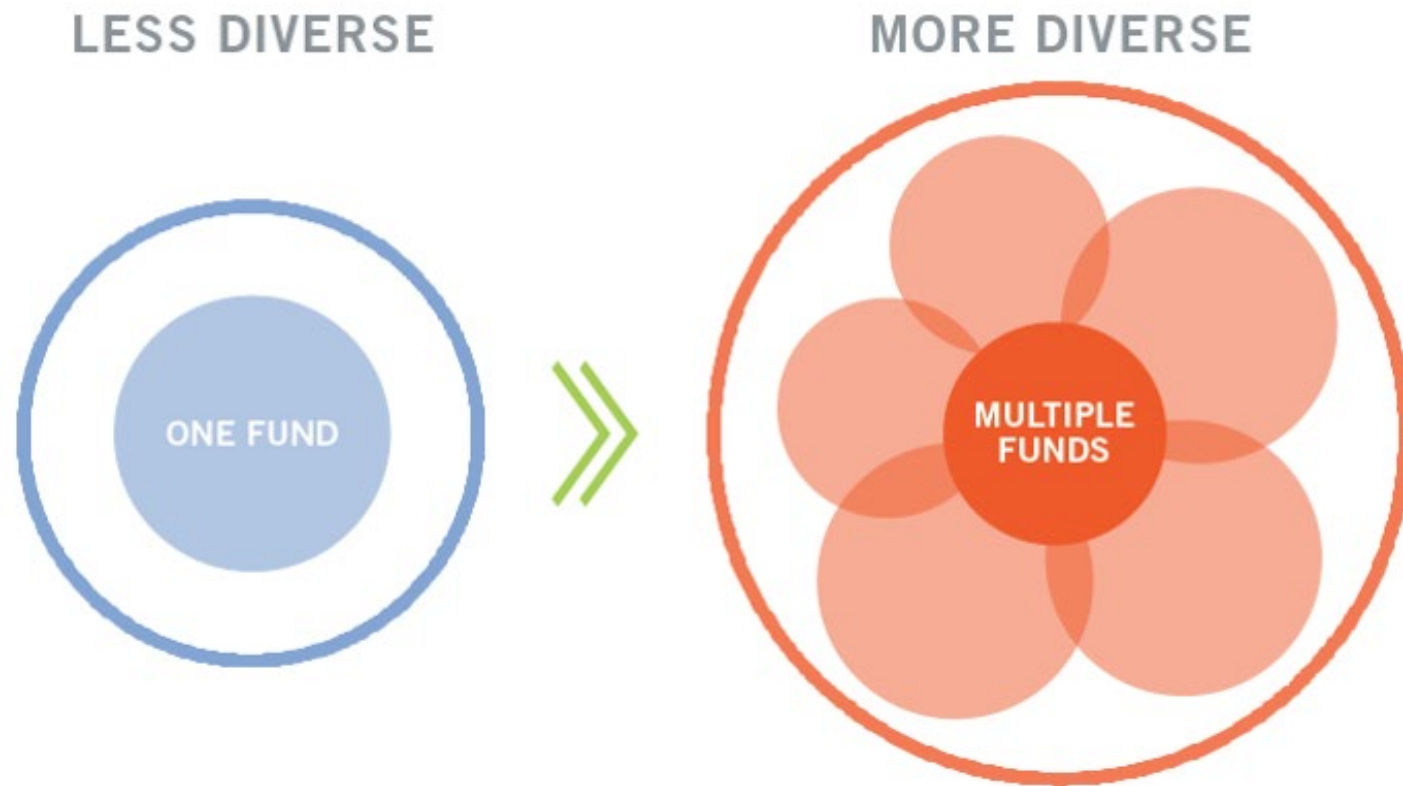 LESS DIVERSE
MORE DIVERSE
ONE FUND
MULTIPLE
FUNDS